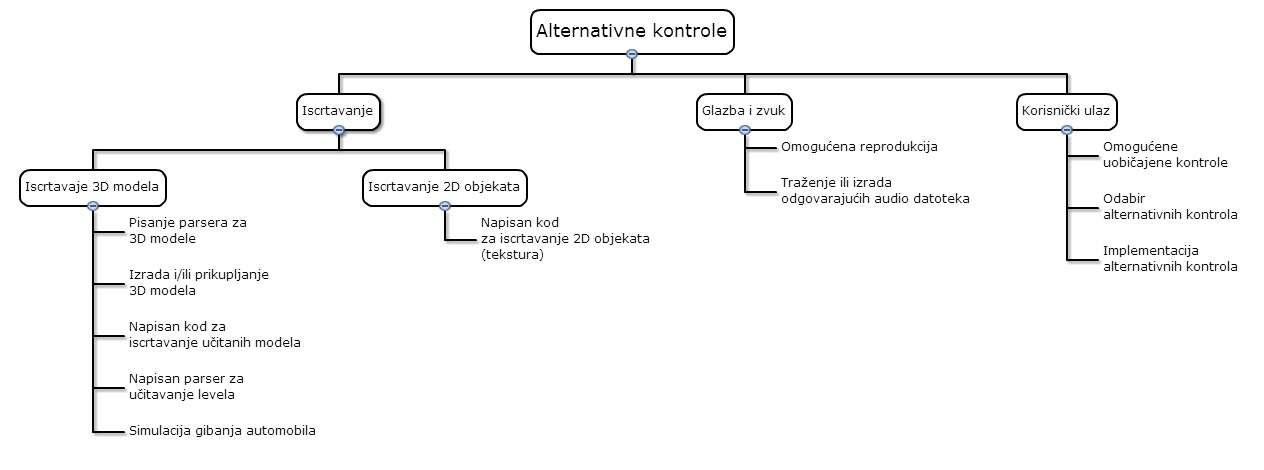 Alternativne kontrole
Iscrtavanje
Glazba i zvuk
Korisnički ulaz
Iscrtavaje 3D modela
Pisanje parsera za
3D modele
Izrada i/ili prikupljanje
3D modela
Napisan kod za
iscrtavanje učitanih modela
Napisan parser za
učitavanje levela
Simulacija gibanja automobila
Iscrtavanje 2D objekata
Napisan kod
za iscrtavanje 2D objekata
(tekstura)
Omogućena reprodukcija
Traženje ili izrada
odgovarajućih audio datoteka
Omogućene
uobičajene kontrole
Odabir
alternativnih kontrola
Implementacija
alternativnih kontrola